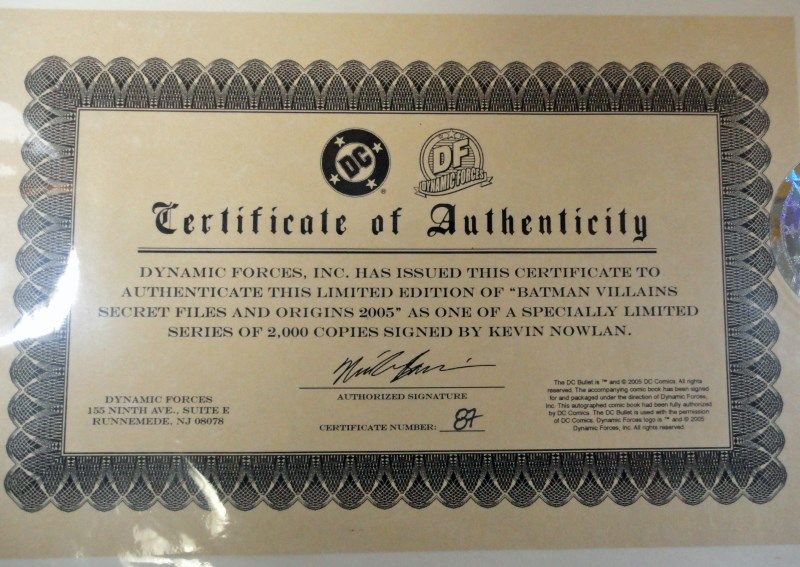 DC
DF
DYNAMIC FORCES
Certificate of Authenticity
DYNAMIC FORCES, INC. HAS ISSUED THIS CERTIFICATE TO
AUTHENTICATE THIS LIMITED EDITION OF "BATMAN VILLAINS
SECRET FILES AND ORIGINS 2005" AS ONE OF A SPECIALLY LIMITED
SERIES OF 2,000 COPIES SIGNED BY KEVIN NOWLAN.
AUTHORIZED SIGNATURE
CERTIFICATE NUMBER: 87
DYNAMIC FORCES
155 NINTH AVE., SUITE E
RUNNEMEDE, NJ 08078
The DC Bullet is ™ and © 2005 DC Comics. All rights
reserved. The accompanying comic book has been signed
for and packaged under the direction of Dynamic Forces,
Inc. This autographed comic book had been fully authorized
by DC Comics. The DC Bullet is used with the permission
of DC Comics. Dynamic Forces logo is ™ and © 2005
Dynamic Forces, Inc. All rights reserved.